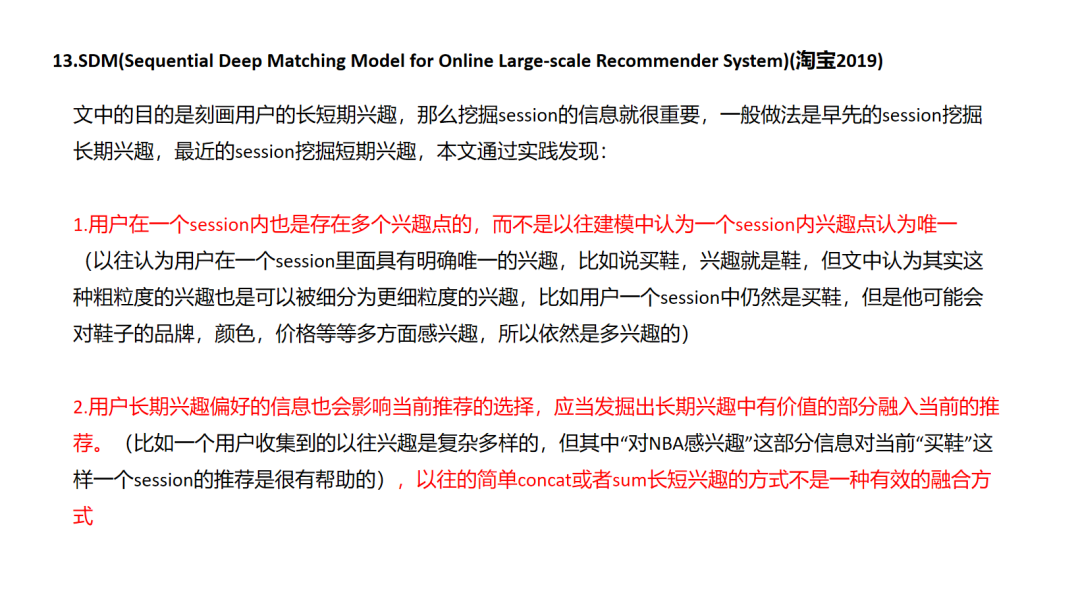 13.SDM(Sequential Deep Matching Model for Online Large-scale Recommender System)(淘宝2019)
文中的目的是刻画用户的长短期兴趣，那么挖掘session的信息就很重要，一般做法是早先的session挖掘
长期兴趣，最近的session挖掘短期兴趣，本文通过实践发现：
1.用户在一个session内也是存在多个兴趣点的，而不是以往建模中认为一个session内兴趣点认为唯一
（以往认为用户在一个session里面具有明确唯一的兴趣，比如说买鞋，兴趣就是鞋，但文中认为其实这
种粗粒度的兴趣也是可以被细分为更细粒度的兴趣，比如用户一个session中仍然是买鞋，但是他可能会
对鞋子的品牌，颜色，价格等等多方面感兴趣，所以依然是多兴趣的）
2.用户长期兴趣偏好的信息也会影响当前推荐的选择，应当发掘出长期兴趣中有价值的部分融入当前的推
荐。（比如一个用户收集到的以往兴趣是复杂多样的，但其中“对NBA感兴趣”这部分信息对当前“买鞋”这
样一个session的推荐是很有帮助的），以往的简单concat或者sum长短兴趣的方式不是一种有效的融合方
式